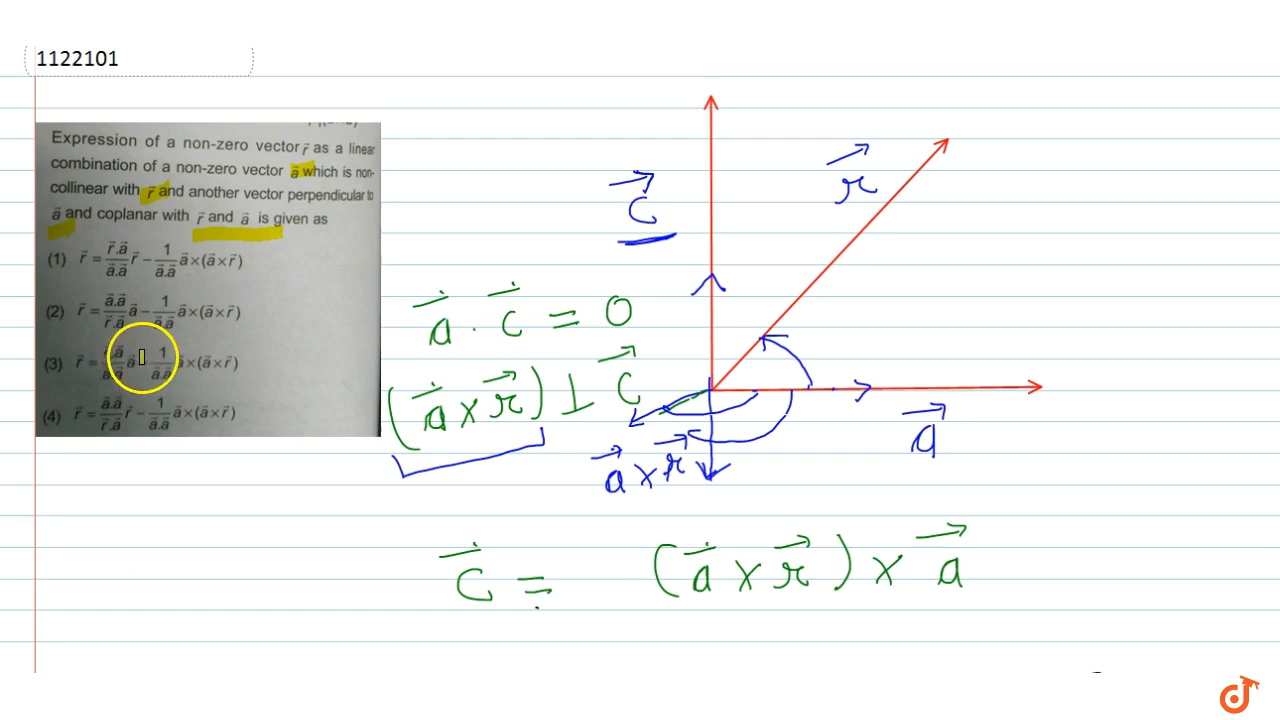 1122101
Expression of a non-zero vector r⃗ as a linear
combination of a non-zero vector a⃗ which is non-
collinear with r⃗ and another vector perpendicular to
a⃗ and coplanar with r⃗ and a⃗ is given as
(1) r⃗ = (r⃗.a⃗)/(a⃗.a⃗) r⃗ − 1/(a⃗.a⃗) a⃗×(a⃗×r⃗)
(2) r⃗ = (a⃗.a⃗)/(r⃗.a⃗) a⃗ − 1/(a⃗.a⃗) a⃗×(a⃗×r⃗)
(3) r⃗ = a⃗ 1/(a⃗.a⃗) a⃗×(a⃗×r⃗)
(4) r⃗ = (a⃗.a⃗)/(r⃗.a⃗) r⃗ − 1/(a⃗.a⃗) a⃗×(a⃗×r⃗)
r⃗
c⃗
a⃗ . c⃗ = 0
(a⃗ × r⃗) ⊥ c⃗
a⃗
a⃗ × r⃗
c⃗ = (a⃗ × r⃗) × a⃗